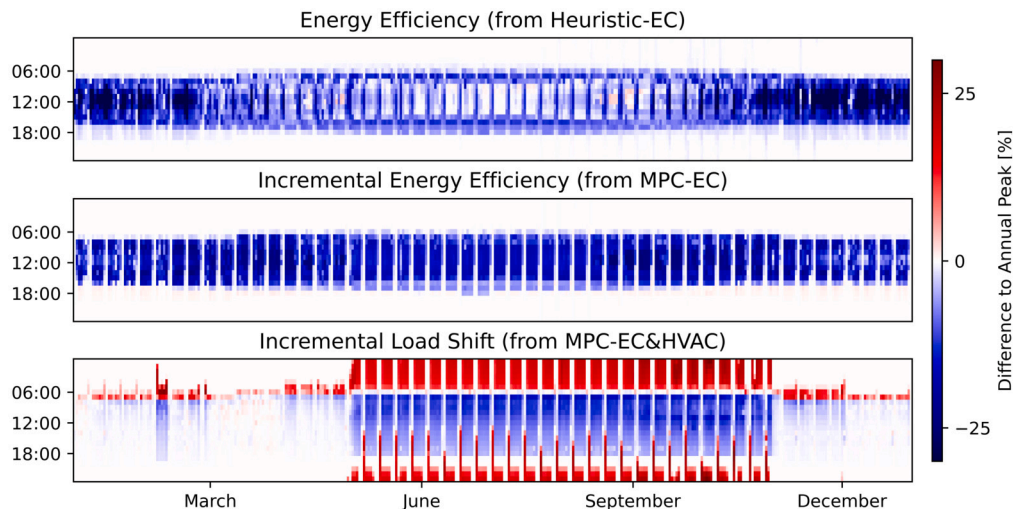 Energy Efficiency (from Heuristic-EC)
06:00
12:00
18:00
Incremental Energy Efficiency (from MPC-EC)
06:00
12:00
18:00
Incremental Load Shift (from MPC-EC&HVAC)
06:00
12:00
18:00
March June September December
25
0
−25
Difference to Annual Peak [%]